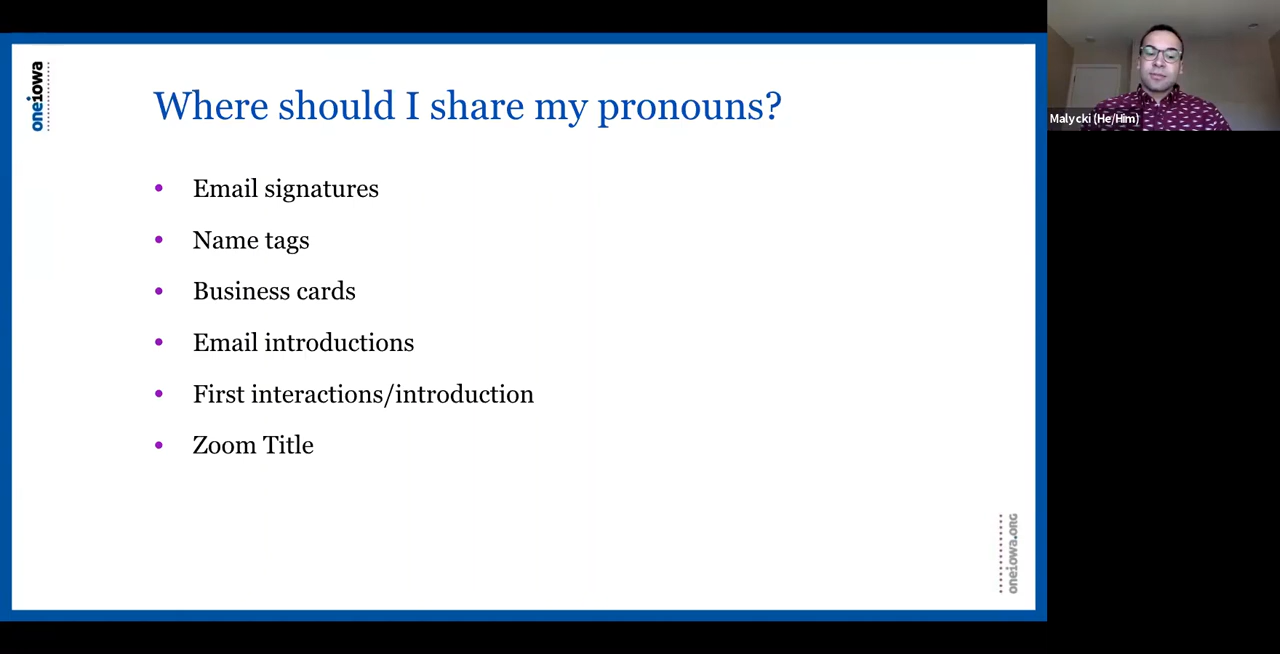 oneiowa
Where should I share my pronouns?
• Email signatures
• Name tags
• Business cards
• Email introductions
• First interactions/introduction
• Zoom Title
oneiowa.ORG
Malycki (He/Him)